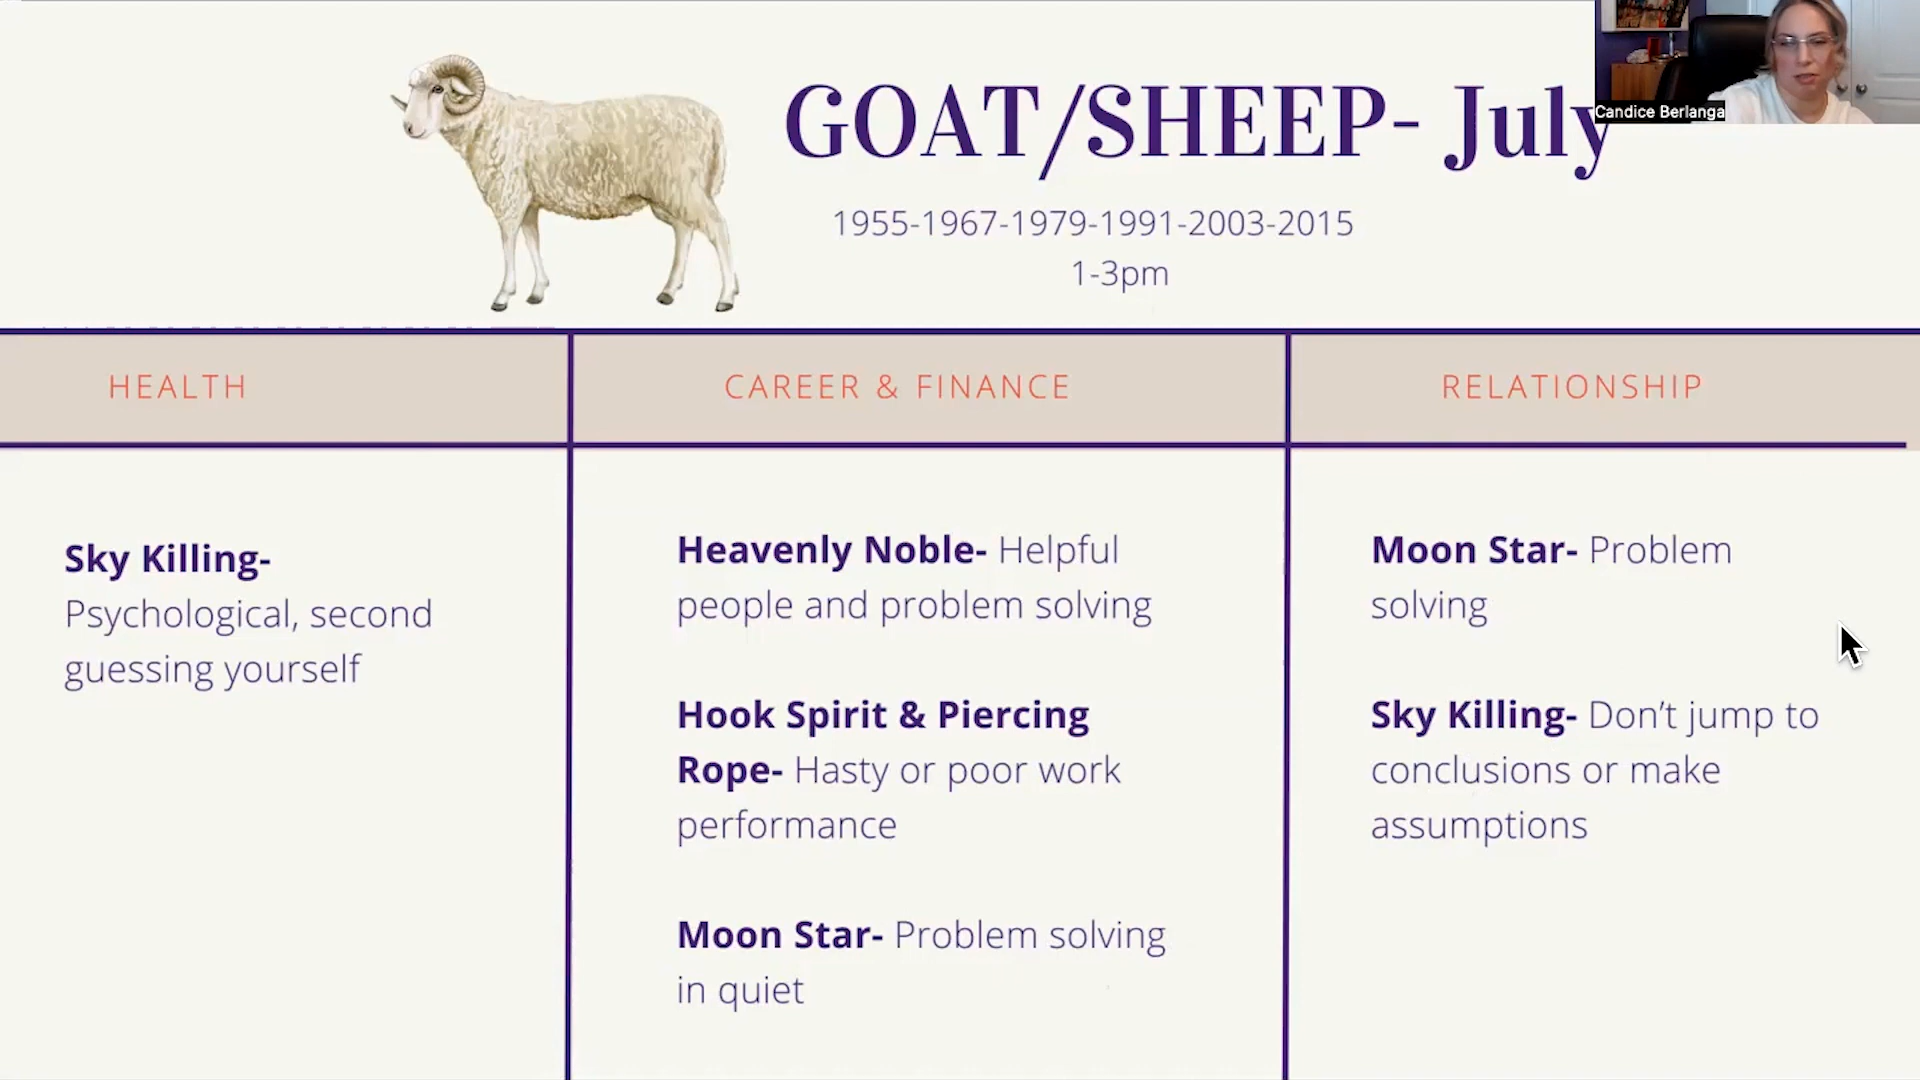 GOAT/SHEEP- July
Candice Berlanga
1955-1967-1979-1991-2003-2015
1-3pm
HEALTH
CAREER & FINANCE
RELATIONSHIP
Sky Killing-
Psychological, second
guessing yourself
Heavenly Noble- Helpful
people and problem solving
Hook Spirit & Piercing
Rope- Hasty or poor work
performance
Moon Star- Problem solving
in quiet
Moon Star- Problem
solving
Sky Killing- Don't jump to
conclusions or make
assumptions